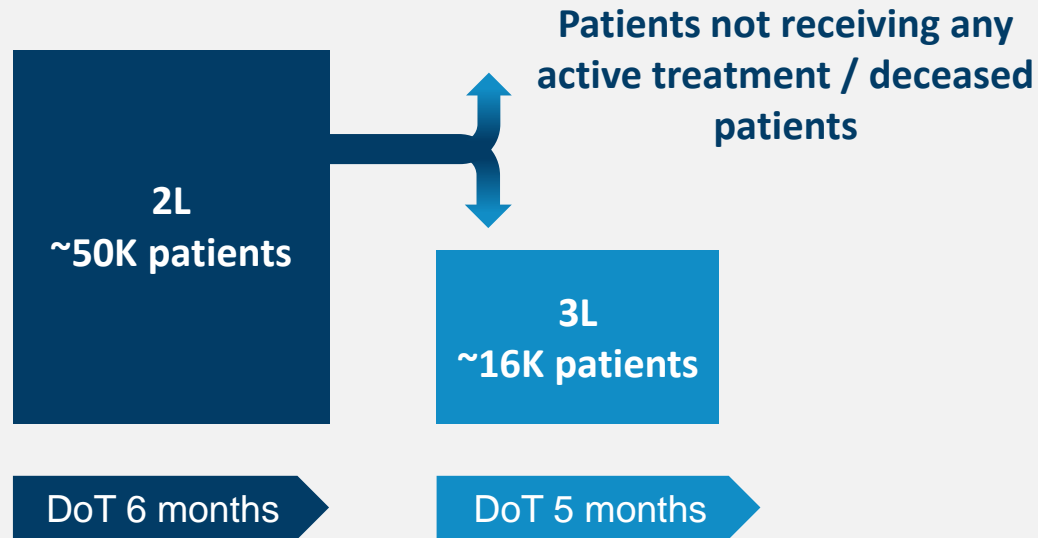 Patients not receiving any
active treatment / deceased
patients
2L
~50K patients
3L
~16K patients
DoT 6 months
DoT 5 months